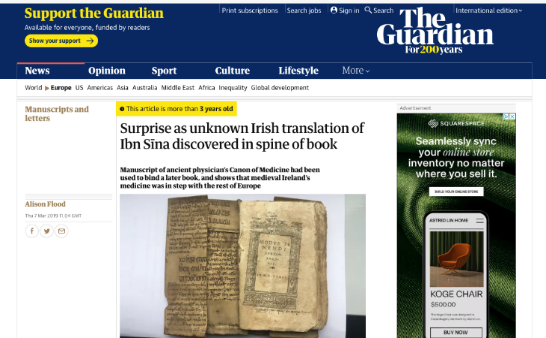 Support the Guardian
Available for everyone, funded by readers
Show your support →
Print subscriptions
Search jobs
Sign in
Search
International edition
The Guardian
For 200 years
News
Opinion
Sport
Culture
Lifestyle
More
World
Europe
US
Americas
Asia
Australia
Middle East
Africa
Inequality
Global development
Manuscripts and
letters
This article is more than 3 years old
Surprise as unknown Irish translation of
Ibn Sīna discovered in spine of book
Manuscript of ancient physician's Canon of Medicine had been
used to bind a later book, and shows that medieval Ireland's
medicine was in step with the rest of Europe
Alison Flood
Thu 7 Mar 2019 11.04 GMT
Advertisement
SQUARESPACE
Seamlessly sync
your online store
inventory no matter
where you sell it.
BUILD YOUR ONLINE STORE
ASTRID LIN HOME
KOGE CHAIR
$500.00
BUY NOW